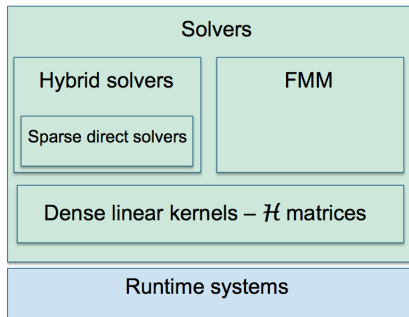 Solvers
Hybrid solvers
FMM
Sparse direct solvers
Dense linear kernels – ℋ matrices
Runtime systems